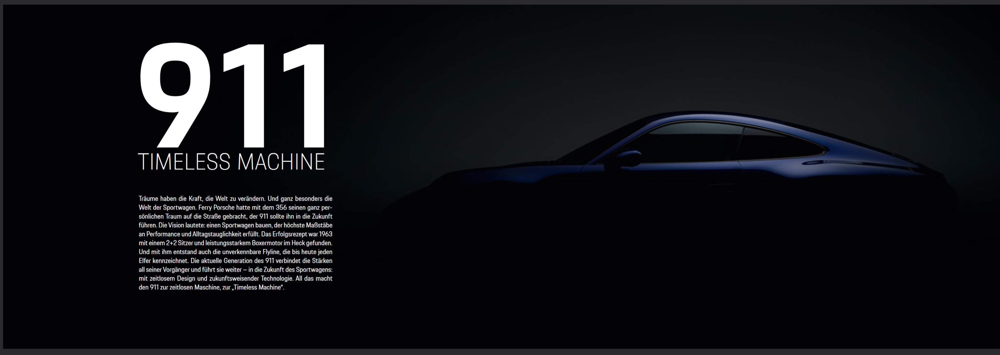 911
TIMELESS MACHINE
Träume haben die Kraft, die Welt zu verändern. Und ganz besonders die
Welt der Sportwagen. Ferry Porsche hatte mit dem 356 seinen ganz per-
sönlichen Traum auf die Straße gebracht, der 911 sollte ihn in die Zukunft
führen. Die Vision lautete: einen Sportwagen bauen, der höchste Maßstäbe
an Performance und Alltagstauglichkeit erfüllt. Das Erfolgsrezept war 1963
mit einem 2+2 Sitzer und leistungsstarkem Boxermotor im Heck gefunden.
Und mit ihm entstand auch die unverkennbare Flyline, die bis heute jeden
Elfer kennzeichnet. Die aktuelle Generation des 911 verbindet die Stärken
all seiner Vorgänger und führt sie weiter – in die Zukunft des Sportwagens:
mit zeitlosem Design und zukunftsweisender Technologie. All das macht
den 911 zur zeitlosen Maschine, zur „Timeless Machine“.